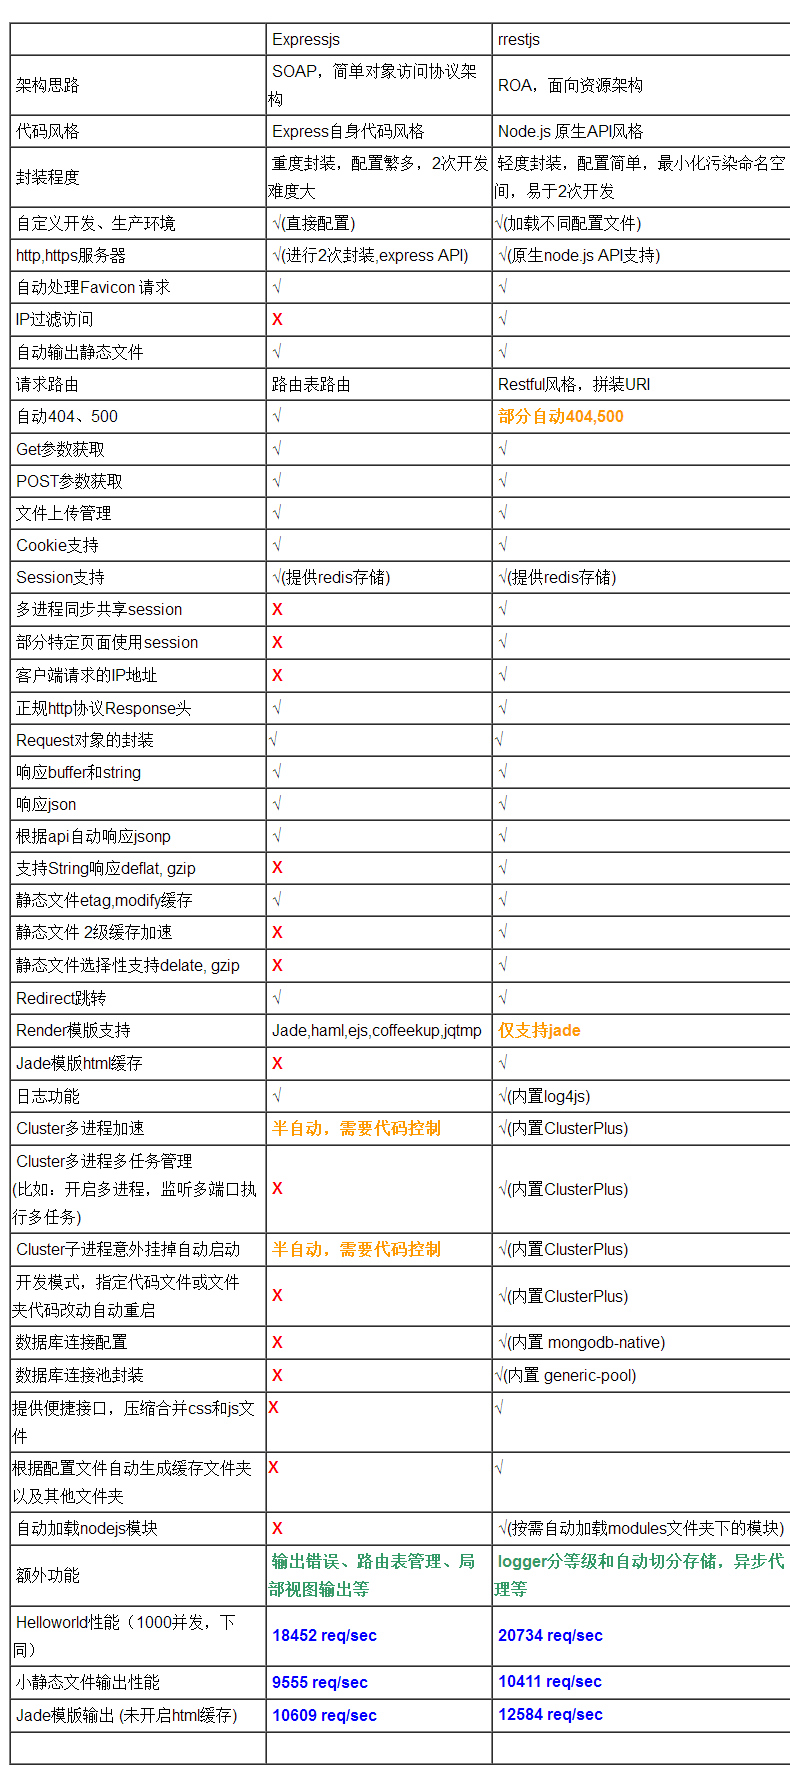 Expressjs rrestjs
架构思路 SOAP，简单对象访问协议架构 ROA，面向资源架构
代码风格 Express自身代码风格 Node.js 原生API风格
封装程度 重度封装，配置繁多，2次开发难度大 轻度封装，配置简单，最小化污染命名空间，易于2次开发
自定义开发、生产环境 √(直接配置) √(加载不同配置文件)
http,https服务器 √(进行2次封装,express API) √(原生node.js API支持)
自动处理Favicon 请求 √ √
IP过滤访问 X √
自动输出静态文件 √ √
请求路由 路由表路由 Restful风格，拼装URI
自动404、500 √ 部分自动404,500
Get参数获取 √ √
POST参数获取 √ √
文件上传管理 √ √
Cookie支持 √ √
Session支持 √(提供redis存储) √(提供redis存储)
多进程同步共享session X √
部分特定页面使用session X √
客户端请求的IP地址 X √
正规http协议Response头 √ √
Request对象的封装 √ √
响应buffer和string √ √
响应json √ √
根据api自动响应jsonp √ √
支持String响应deflat, gzip X √
静态文件etag,modify缓存 √ √
静态文件 2级缓存加速 X √
静态文件选择性支持delate, gzip X √
Redirect跳转 √ √
Render模版支持 Jade,haml,ejs,coffeekup,jqtmp 仅支持jade
Jade模版html缓存 X √
日志功能 √ √(内置log4js)
Cluster多进程加速 半自动，需要代码控制 √(内置ClusterPlus)
Cluster多进程多任务管理
(比如：开启多进程，监听多端口执行多任务) X √(内置ClusterPlus)
Cluster子进程意外挂掉自动启动 半自动，需要代码控制 √(内置ClusterPlus)
开发模式，指定代码文件或文件夹代码改动自动重启 X √(内置ClusterPlus)
数据库连接配置 X √(内置 mongodb-native)
数据库连接池封装 X √(内置 generic-pool)
提供便捷接口，压缩合并css和js文件 X √
根据配置文件自动生成缓存文件夹以及其他文件夹 X √
自动加载nodejs模块 X √(按需自动加载modules文件夹下的模块)
额外功能 输出错误、路由表管理、局部视图输出等 logger分等级和自动切分存储，异步代理等
Helloworld性能（1000并发，下同） 18452 req/sec 20734 req/sec
小静态文件输出性能 9555 req/sec 10411 req/sec
Jade模版输出 (未开启html缓存) 10609 req/sec 12584 req/sec